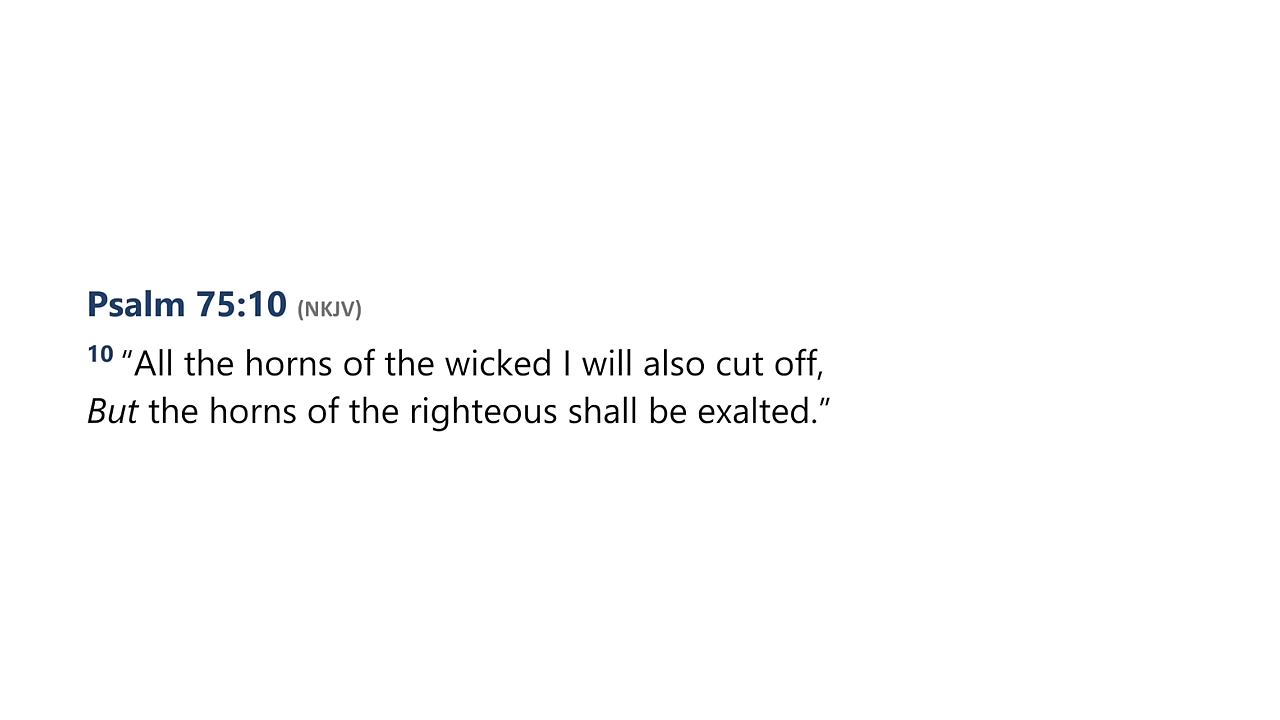 Psalm 75:10 (NKJV)
10 “All the horns of the wicked I will also cut off,
But the horns of the righteous shall be exalted.”